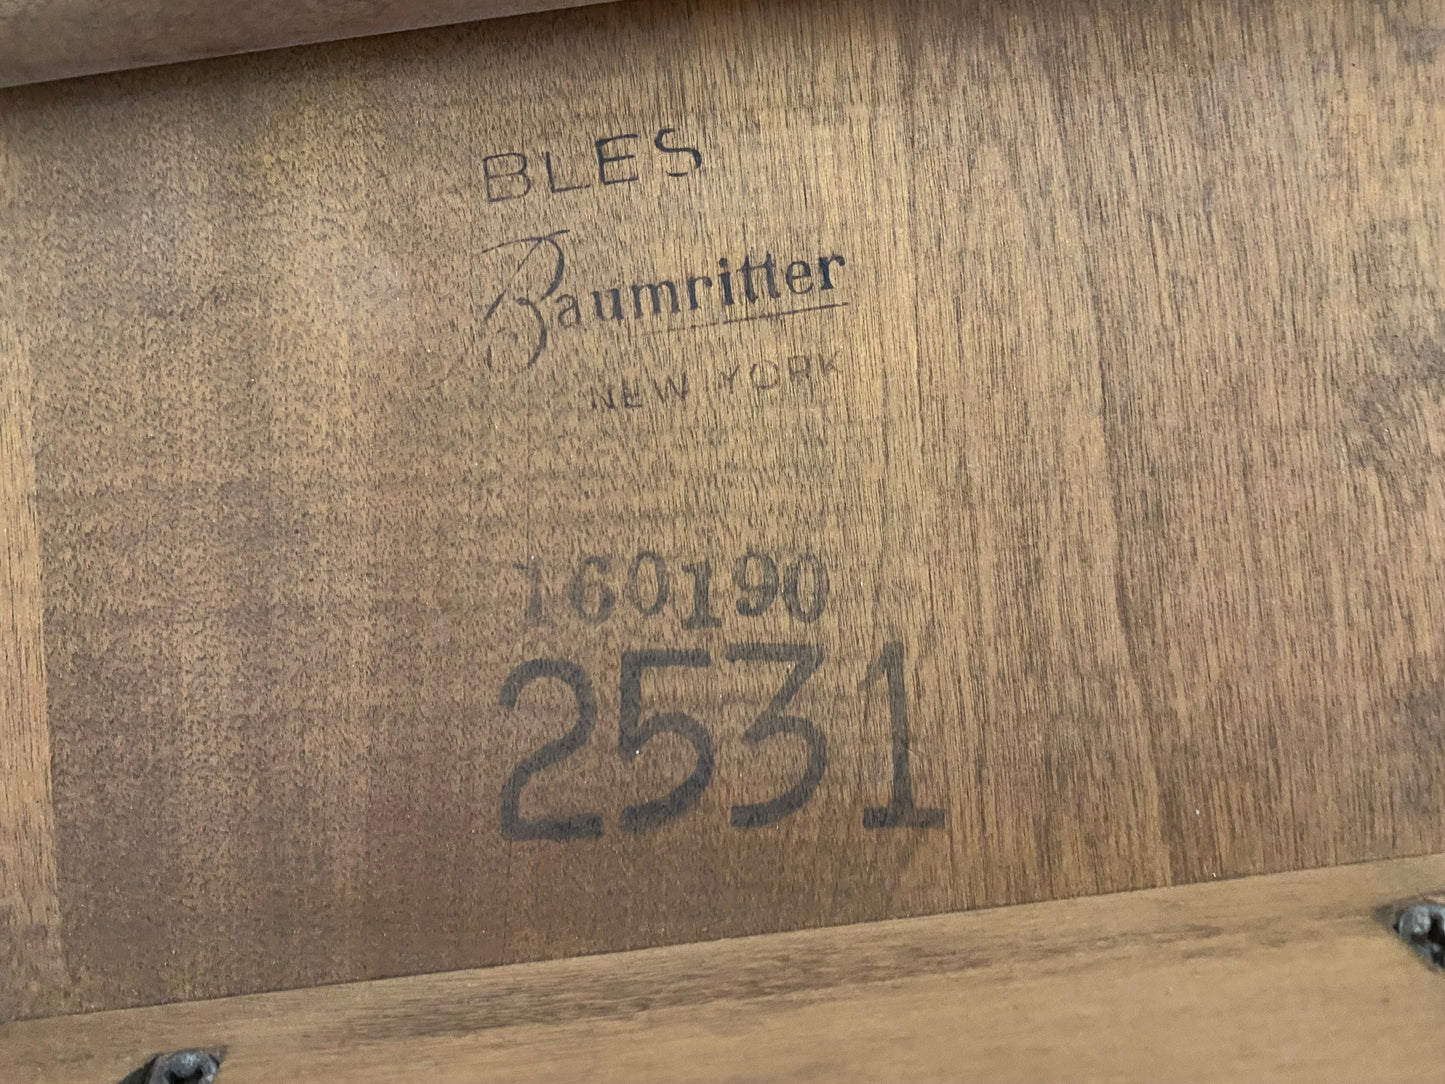 BLES
Baumritter
NEW YORK
160190
2531